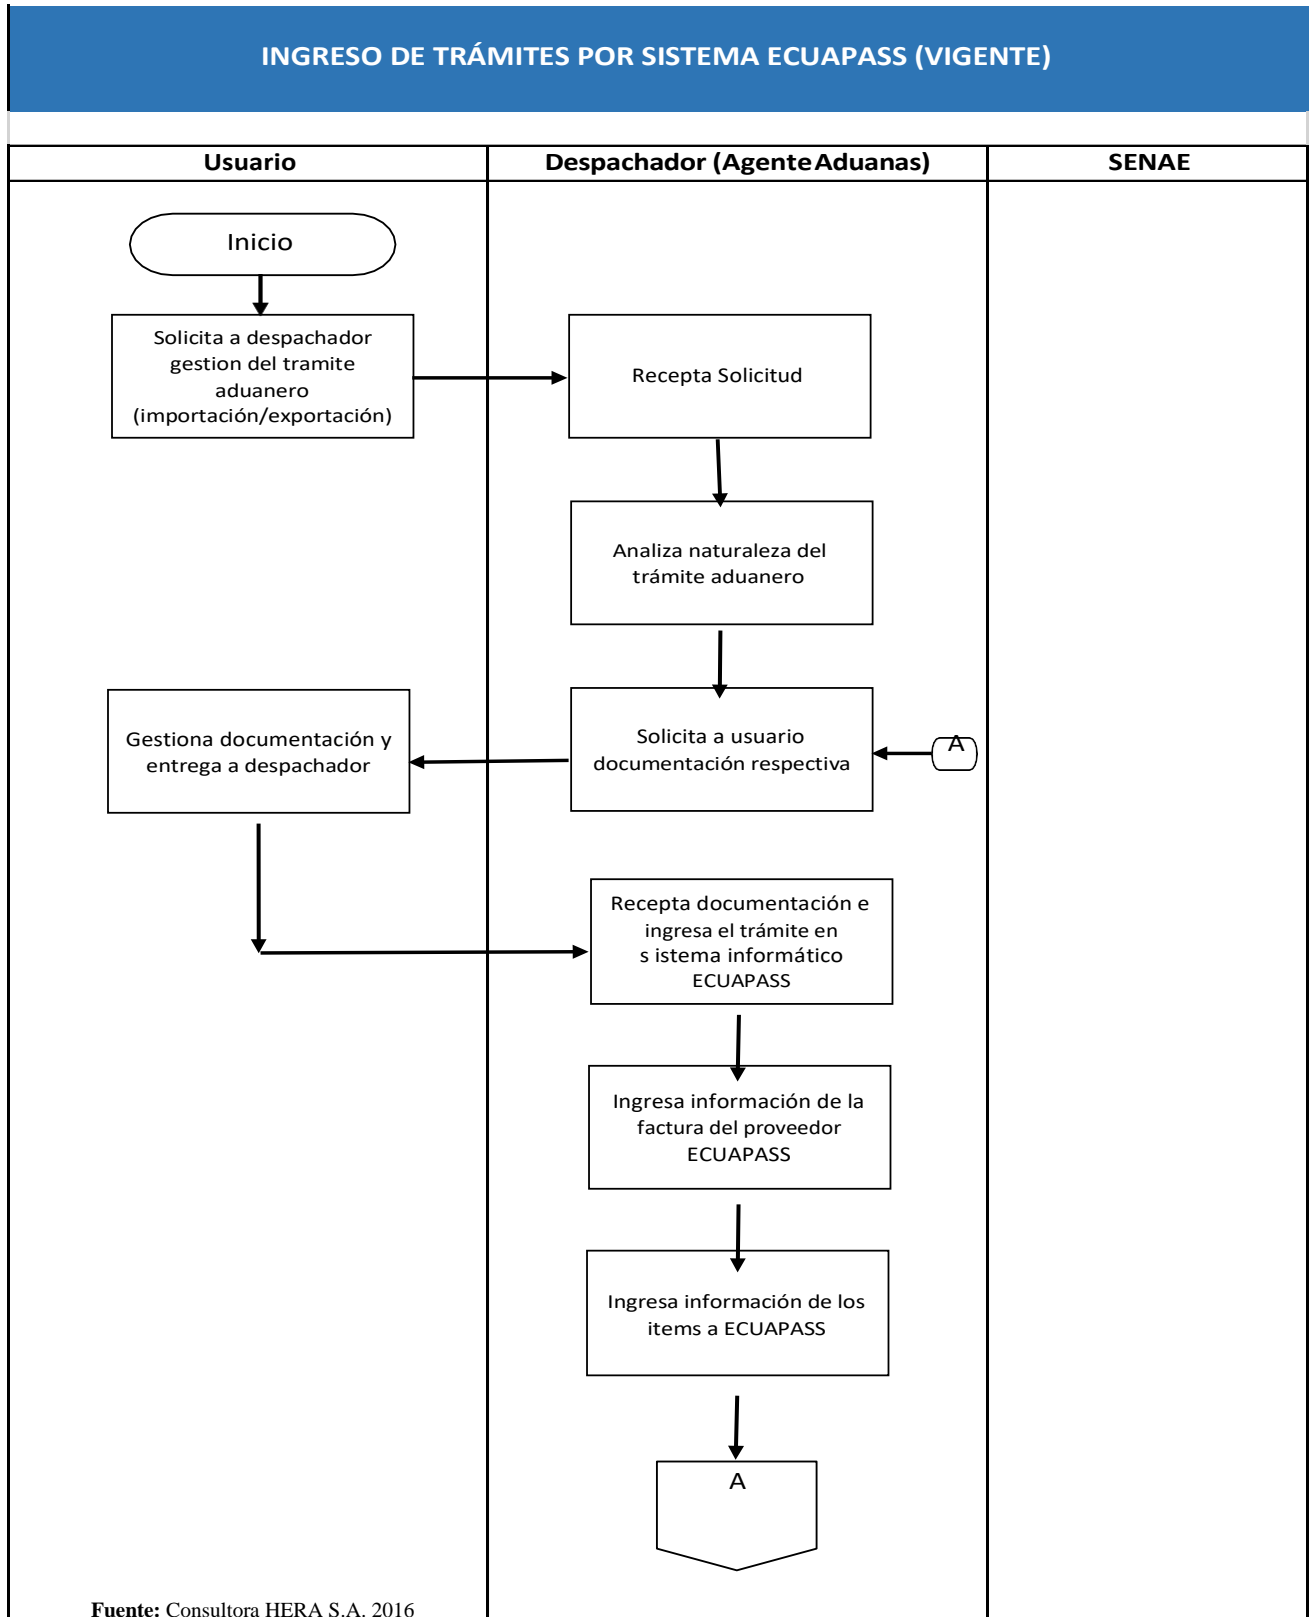 INGRESO DE TRÁMITES POR SISTEMA ECUAPASS (VIGENTE)
Usuario
Despachador (Agente Aduanas)
SENAE
Inicio
Solicita a despachador
gestion del tramite
aduanero
(importación/exportación)
Recepta Solicitud
Analiza naturaleza del
trámite aduanero
Solicita a usuario
documentación respectiva
A
Gestiona documentación y
entrega a despachador
Recepta documentación e
ingresa el trámite en
s istema informático
ECUAPASS
Ingresa información de la
factura del proveedor
ECUAPASS
Ingresa información de los
items a ECUAPASS
A
Fuente: Consultora HERA S.A. 2016